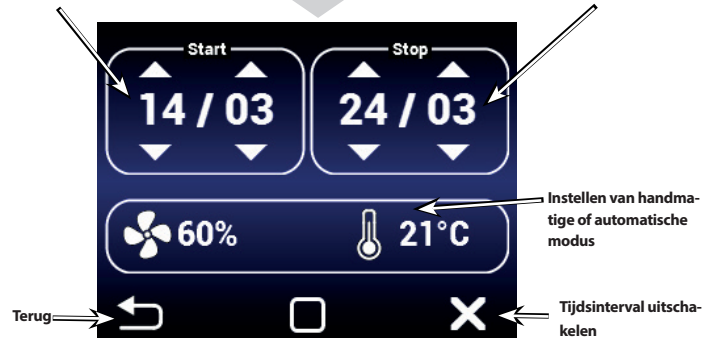 Start
Stop
14 / 03
24 / 03
Instellen van handma-
tige of automatische
modus
60%
21°C
Terug
Tijdsinterval uitscha-
kelen